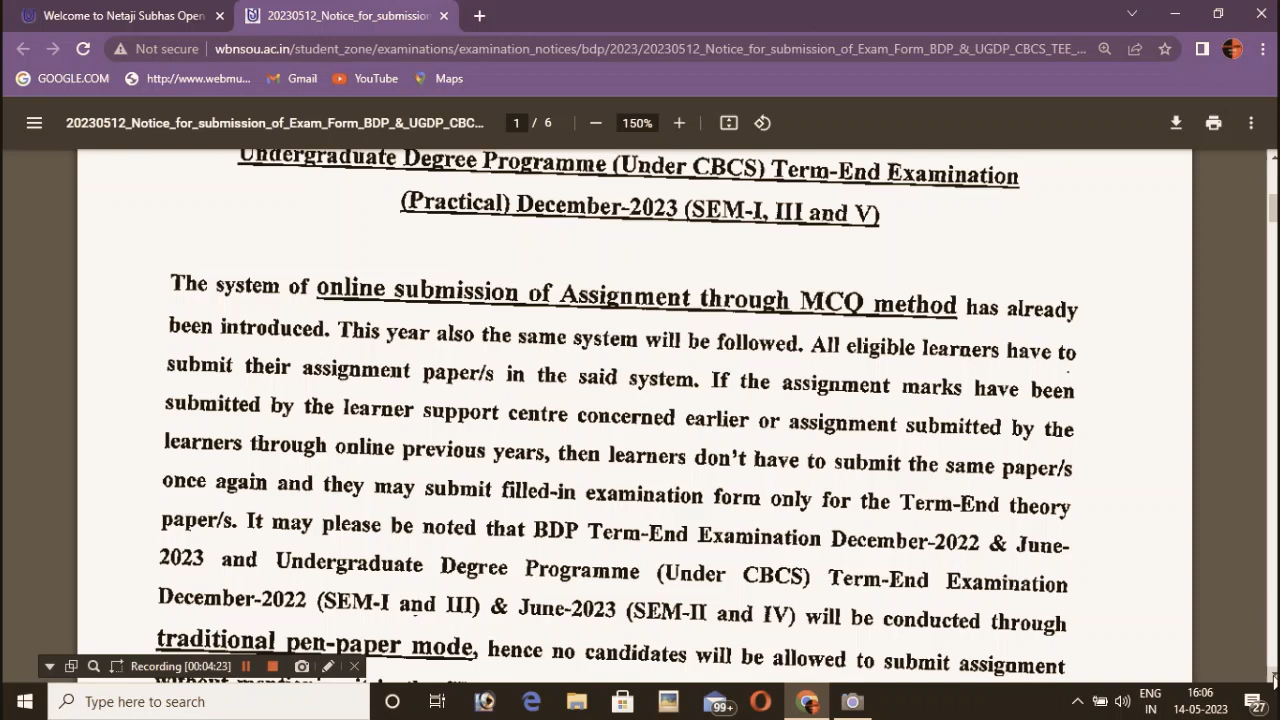 Welcome to Netaji Subhas Open
20230512_Notice_for_submission
Not secure
wbnsou.ac.in/student_zone/examinations/examination_notices/bdp/2023/20230512_Notice_for_submission_of_Exam_Form_BDP_&_UGDP_CBCS_TEE_...
GOOGLE.COM
http://www.webmu...
Gmail
YouTube
Maps
20230512_Notice_for_submission_of_Exam_Form_BDP_&_UGDP_CBC...
1 / 6
150%
Undergraduate Degree Programme (Under CBCS) Term-End Examination
(Practical) December-2023 (SEM-I, III and V)
The system of online submission of Assignment through MCQ method has already
been introduced. This year also the same system will be followed. All eligible learners have to
submit their assignment paper/s in the said system. If the assignment marks have been
submitted by the learner support centre concerned earlier or assignment submitted by the
learners through online previous years, then learners don't have to submit the same paper/s
once again and they may submit filled-in examination form only for the Term-End theory
paper/s. It may please be noted that BDP Term-End Examination December-2022 & June-
2023 and Undergraduate Degree Programme (Under CBCS) Term-End Examination
December-2022 (SEM-I and III) & June-2023 (SEM-II and IV) will be conducted through
traditional pen-paper mode, hence no candidates will be allowed to submit assignment
Recording [00:04:23]
Type here to search
99+
ENG
IN
16:06
14-05-2023
27